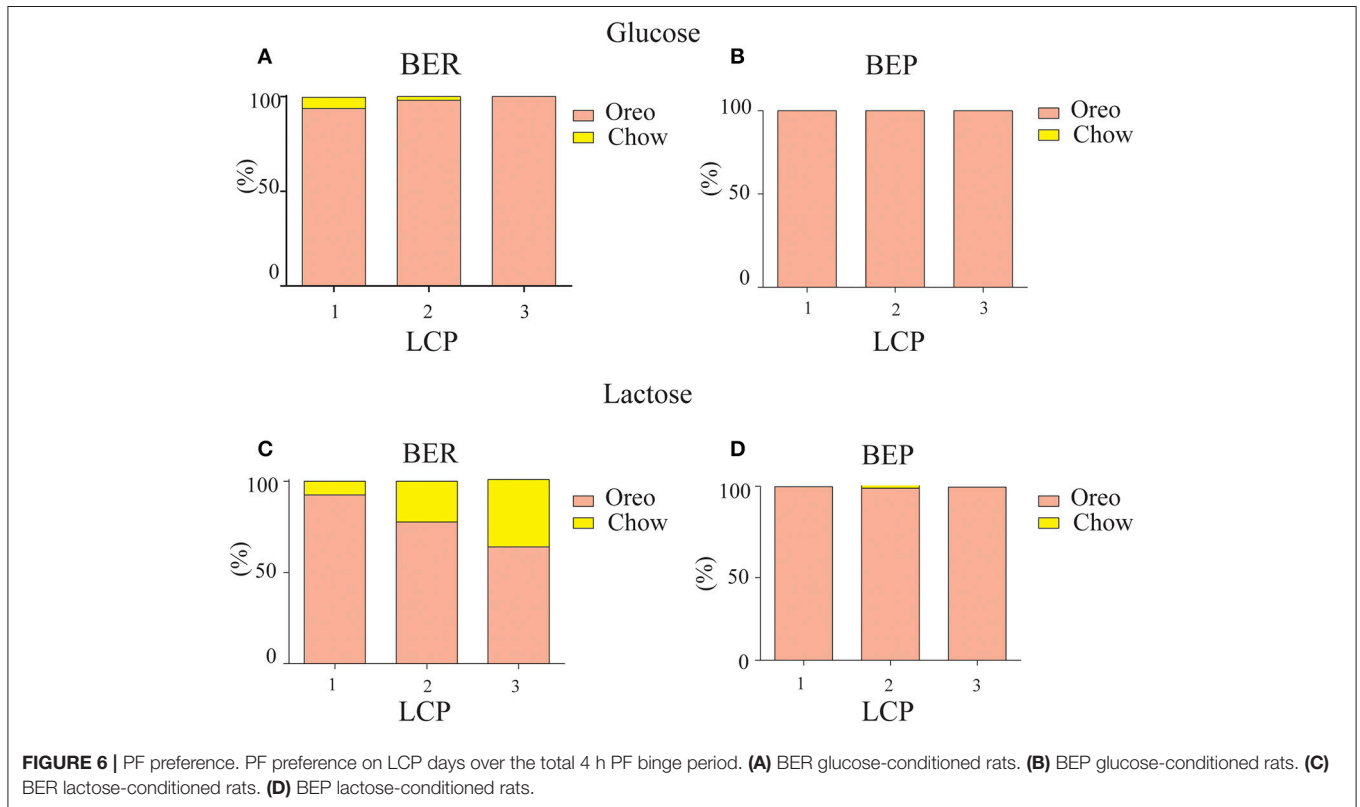 Glucose
A
BER
100
50
0
(%)
1 2 3
LCP
Oreo
Chow
B
BEP
100
50
0
(%)
1 2 3
LCP
Oreo
Chow
Lactose
C
BER
100
50
0
(%)
1 2 3
LCP
Oreo
Chow
D
BEP
100
50
0
(%)
1 2 3
LCP
Oreo
Chow
FIGURE 6 | PF preference. PF preference on LCP days over the total 4 h PF binge period. (A) BER glucose-conditioned rats. (B) BEP glucose-conditioned rats. (C)
BER lactose-conditioned rats. (D) BEP lactose-conditioned rats.